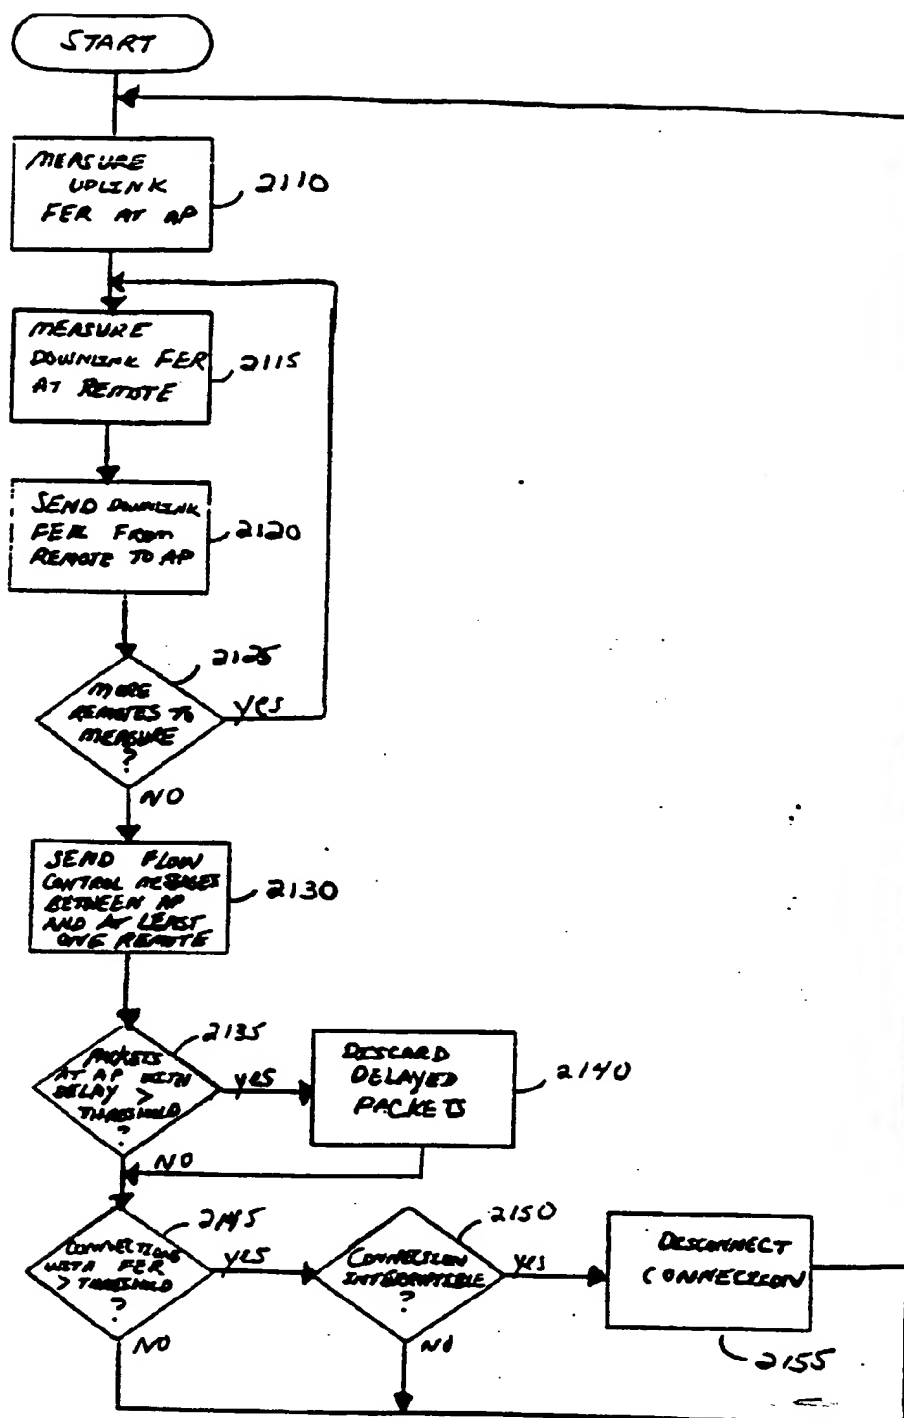 START
MEASURE
UPLINK
FER AT AP
2110
MEASURE
DOWNLINK FER
AT REMOTE
2115
SEND DOWNLINK
FER FROM
REMOTE TO AP
2120
2125
MORE
REMOTES TO
MEASURE
?
yes
NO
SEND FLOW
CONTROL MESSAGES
BETWEEN AP
AND AT LEAST
ONE REMOTE
2130
2135
PACKETS
AT AP WITH
DELAY >
THRESHOLD
?
yes
NO
DISCARD
DELAYED
PACKETS
2140
2145
CONNECTIONS
WITH FER
> THRESHOLD
?
yes
NO
2150
CONNECTION
INTERRUPTIBLE
?
yes
NO
DISCONNECT
CONNECTION
2155